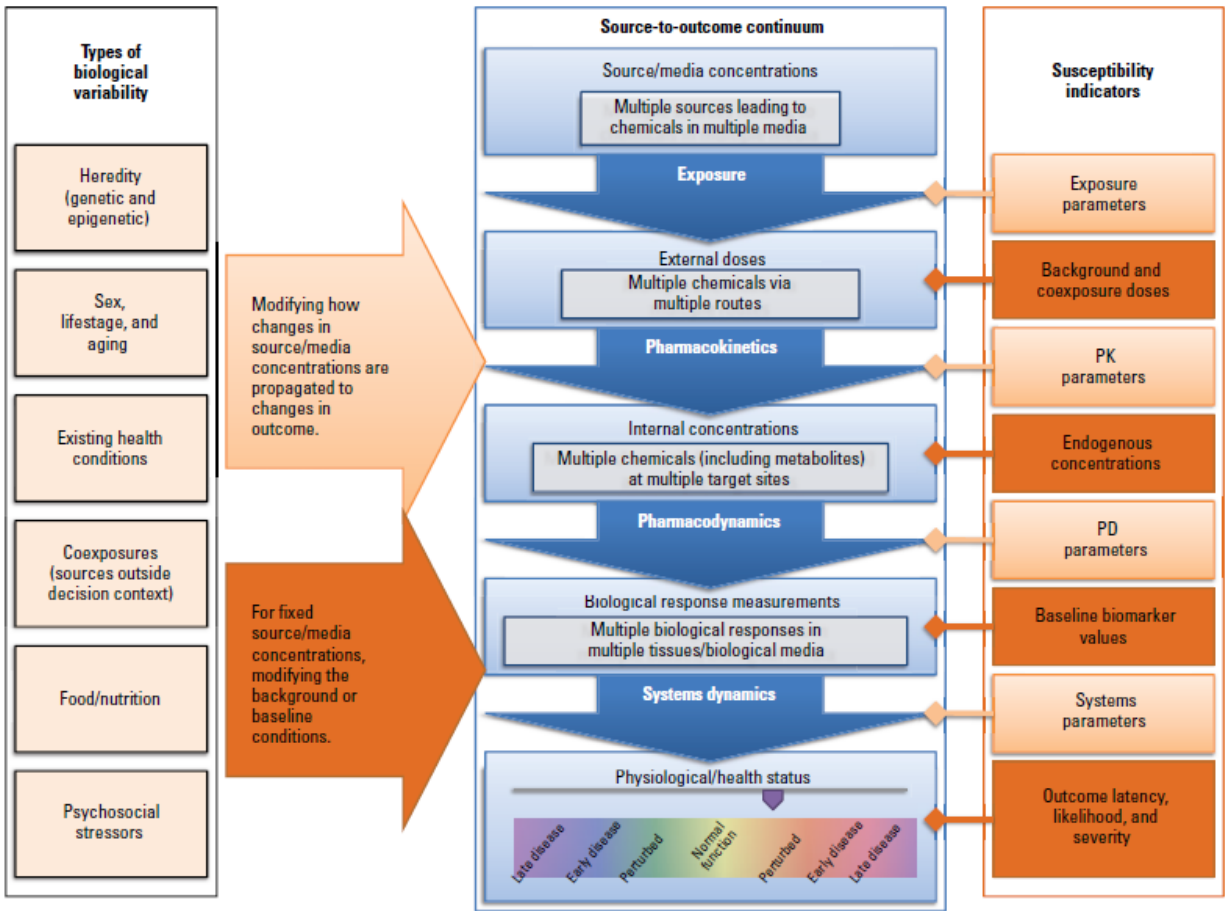 Types of
biological
variability
Heredity
(genetic and
epigenetic)
Sex,
lifestage, and
aging
Existing health
conditions
Coexposures
(sources outside
decision context)
Food/nutrition
Psychosocial
stressors
Modifying how
changes in
source/media
concentrations are
propagated to
changes in
outcome.
For fixed
source/media
concentrations,
modifying the
background or
baseline
conditions.
Source-to-outcome continuum
Source/media concentrations
Multiple sources leading to
chemicals in multiple media
Exposure
External doses
Multiple chemicals via
multiple routes
Pharmacokinetics
Internal concentrations
Multiple chemicals (including metabolites)
at multiple target sites
Pharmacodynamics
Biological response measurements
Multiple biological responses in
multiple tissues/biological media
Systems dynamics
Physiological/health status
Late disease
Early disease
Perturbed
Normal
function
Perturbed
Early disease
Late disease
Susceptibility
indicators
Exposure
parameters
Background and
coexposure doses
PK
parameters
Endogenous
concentrations
PD
parameters
Baseline biomarker
values
Systems
parameters
Outcome latency,
likelihood, and
severity